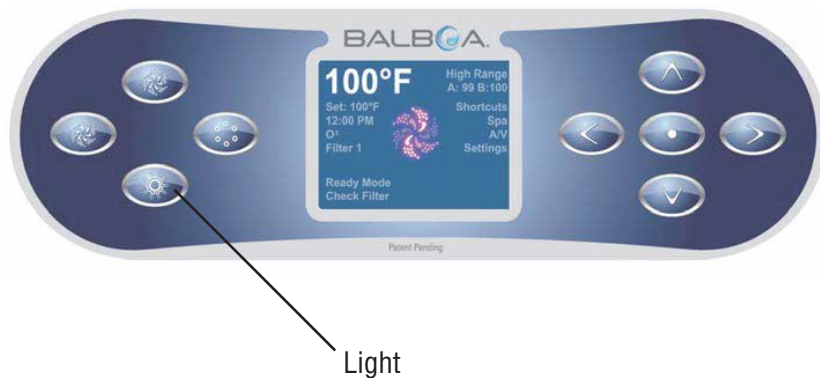 BALBOA
100°F
High Range
A: 99 B:100
Set: 100°F
12:00 PM
O³
Filter 1
Shortcuts
Spa
A/V
Settings
Ready Mode
Check Filter
Patent Pending
Light